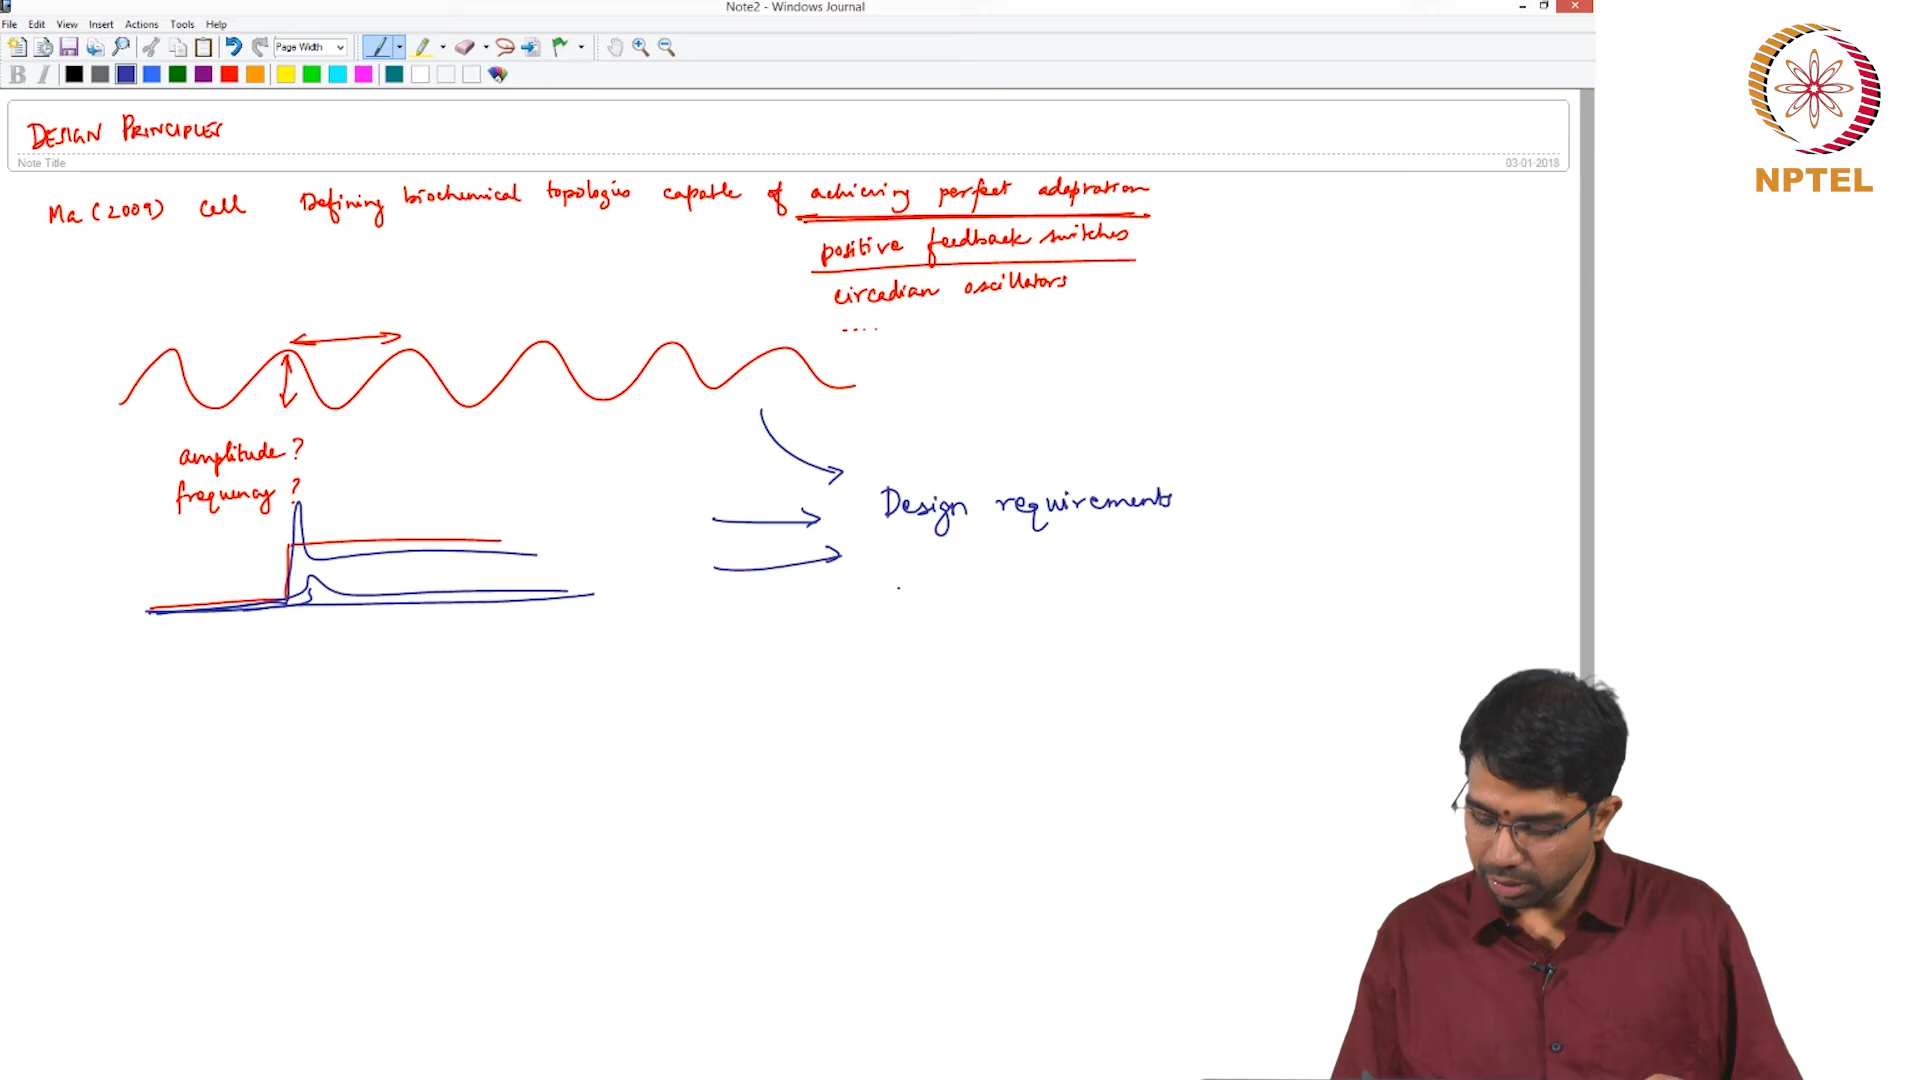 Note2 - Windows Journal
File Edit View Insert Actions Tools Help
Page Width
B I
DESIGN PRINCIPLES
Note Title
03-01-2018
Ma (2009) Cell Defining biochemical topologies capable of achieving perfect adaptation
positive feedback switches
circadian oscillators
....
amplitude?
frequency?
Design requirements
NPTEL